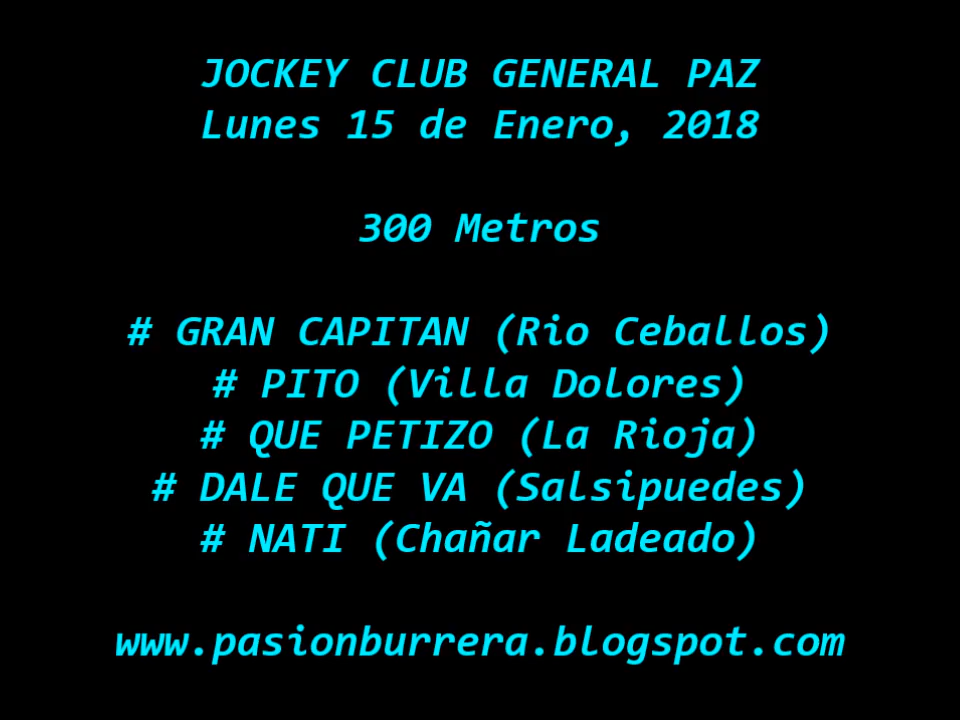 JOCKEY CLUB GENERAL PAZ
Lunes 15 de Enero, 2018
300 Metros
# GRAN CAPITAN (Rio Ceballos)
# PITO (Villa Dolores)
# QUE PETIZO (La Rioja)
# DALE QUE VA (Salsipuedes)
# NATI (Chañar Ladeado)
www.pasionburrera.blogspot.com